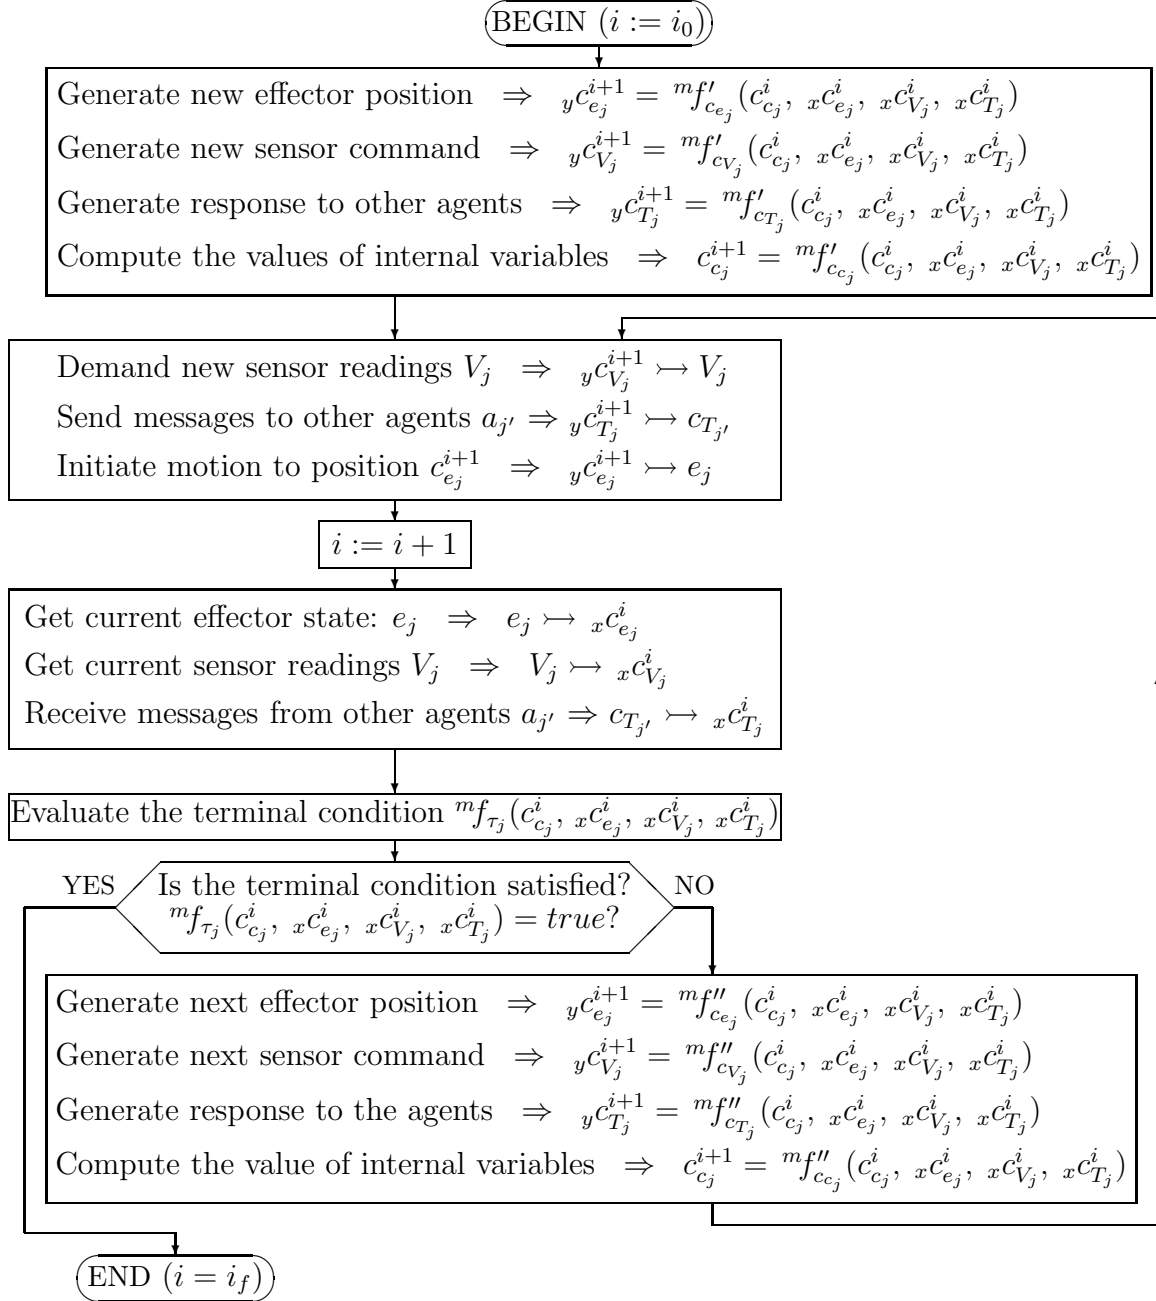 BEGIN (i := i_0)
Generate new effector position ⇒ _y c_{e_j}^{i+1} = ^m f'_{c_{e_j}}(c_{c_j}^i, _x c_{e_j}^i, _x c_{V_j}^i, _x c_{T_j}^i)
Generate new sensor command ⇒ _y c_{V_j}^{i+1} = ^m f'_{c_{V_j}}(c_{c_j}^i, _x c_{e_j}^i, _x c_{V_j}^i, _x c_{T_j}^i)
Generate response to other agents ⇒ _y c_{T_j}^{i+1} = ^m f'_{c_{T_j}}(c_{c_j}^i, _x c_{e_j}^i, _x c_{V_j}^i, _x c_{T_j}^i)
Compute the values of internal variables ⇒ c_{c_j}^{i+1} = ^m f'_{c_{c_j}}(c_{c_j}^i, _x c_{e_j}^i, _x c_{V_j}^i, _x c_{T_j}^i)
Demand new sensor readings V_j ⇒ _y c_{V_j}^{i+1} ↣ V_j
Send messages to other agents a_{j'} ⇒ _y c_{T_j}^{i+1} ↣ c_{T_{j'}}
Initiate motion to position c_{e_j}^{i+1} ⇒ _y c_{e_j}^{i+1} ↣ e_j
i := i + 1
Get current effector state: e_j ⇒ e_j ↣ _x c_{e_j}^i
Get current sensor readings V_j ⇒ V_j ↣ _x c_{V_j}^i
Receive messages from other agents a_{j'} ⇒ c_{T_{j'}} ↣ _x c_{T_j}^i
Evaluate the terminal condition ^m f_{τ_j}(c_{c_j}^i, _x c_{e_j}^i, _x c_{V_j}^i, _x c_{T_j}^i)
YES
Is the terminal condition satisfied?
^m f_{τ_j}(c_{c_j}^i, _x c_{e_j}^i, _x c_{V_j}^i, _x c_{T_j}^i) = true?
NO
Generate next effector position ⇒ _y c_{e_j}^{i+1} = ^m f''_{c_{e_j}}(c_{c_j}^i, _x c_{e_j}^i, _x c_{V_j}^i, _x c_{T_j}^i)
Generate next sensor command ⇒ _y c_{V_j}^{i+1} = ^m f''_{c_{V_j}}(c_{c_j}^i, _x c_{e_j}^i, _x c_{V_j}^i, _x c_{T_j}^i)
Generate response to the agents ⇒ _y c_{T_j}^{i+1} = ^m f''_{c_{T_j}}(c_{c_j}^i, _x c_{e_j}^i, _x c_{V_j}^i, _x c_{T_j}^i)
Compute the value of internal variables ⇒ c_{c_j}^{i+1} = ^m f''_{c_{c_j}}(c_{c_j}^i, _x c_{e_j}^i, _x c_{V_j}^i, _x c_{T_j}^i)
END (i = i_f)